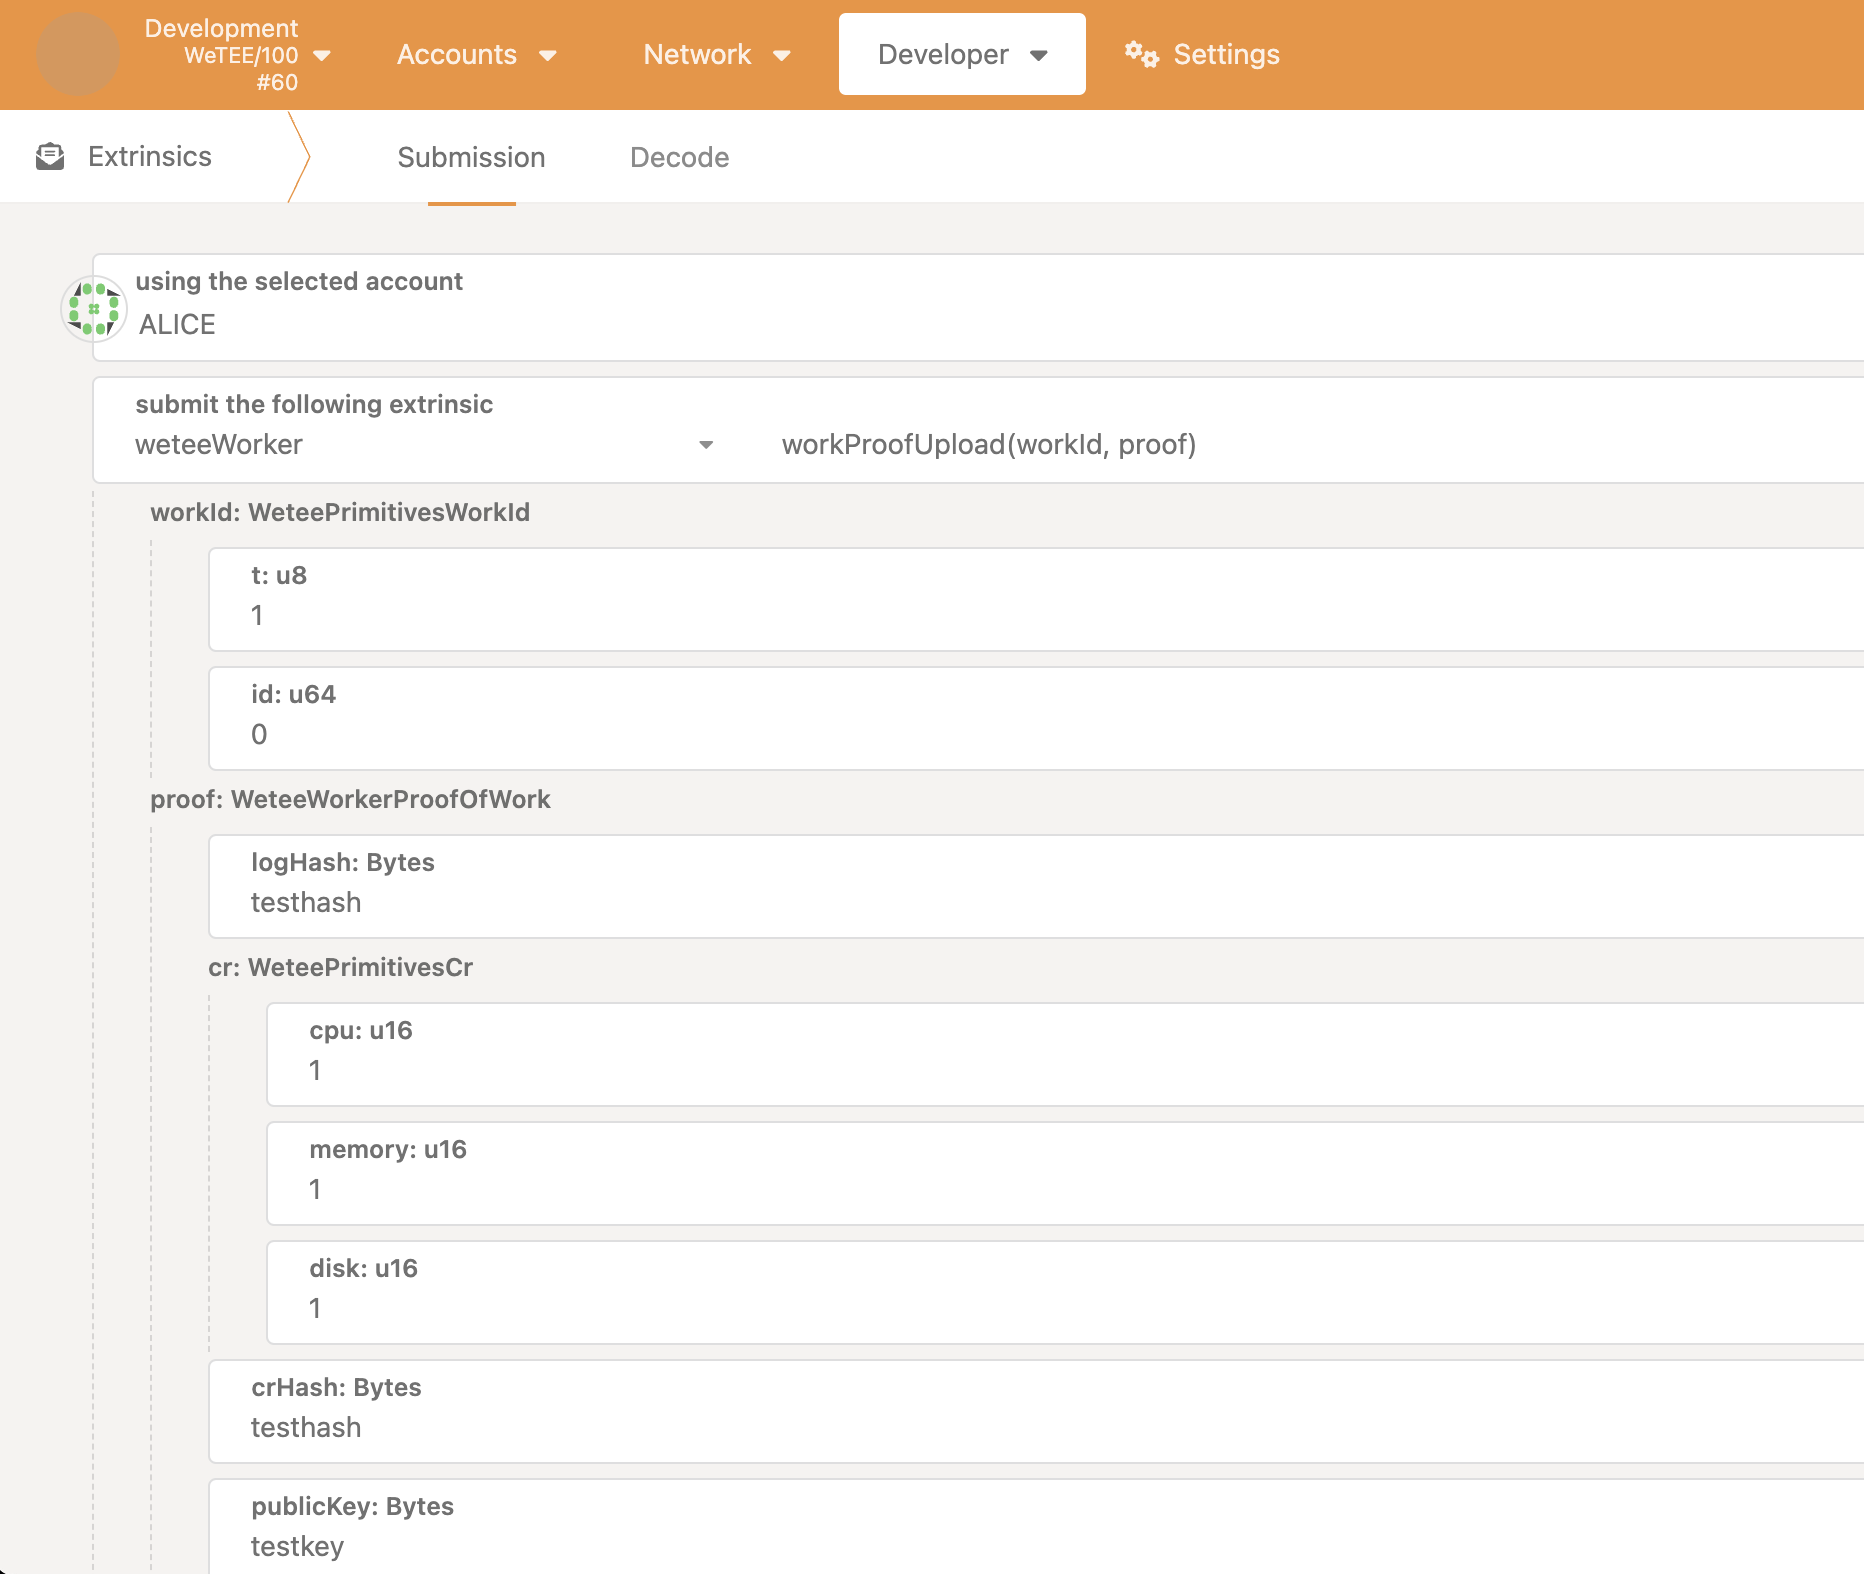 Development
WeTEE/100
#60
Accounts
Network
Developer
Settings
Extrinsics
Submission
Decode
using the selected account
ALICE
submit the following extrinsic
weteeWorker
workProofUpload(workId, proof)
workId: WeteePrimitivesWorkId
t: u8
1
id: u64
0
proof: WeteeWorkerProofOfWork
logHash: Bytes
testhash
cr: WeteePrimitivesCr
cpu: u16
1
memory: u16
1
disk: u16
1
crHash: Bytes
testhash
publicKey: Bytes
testkey